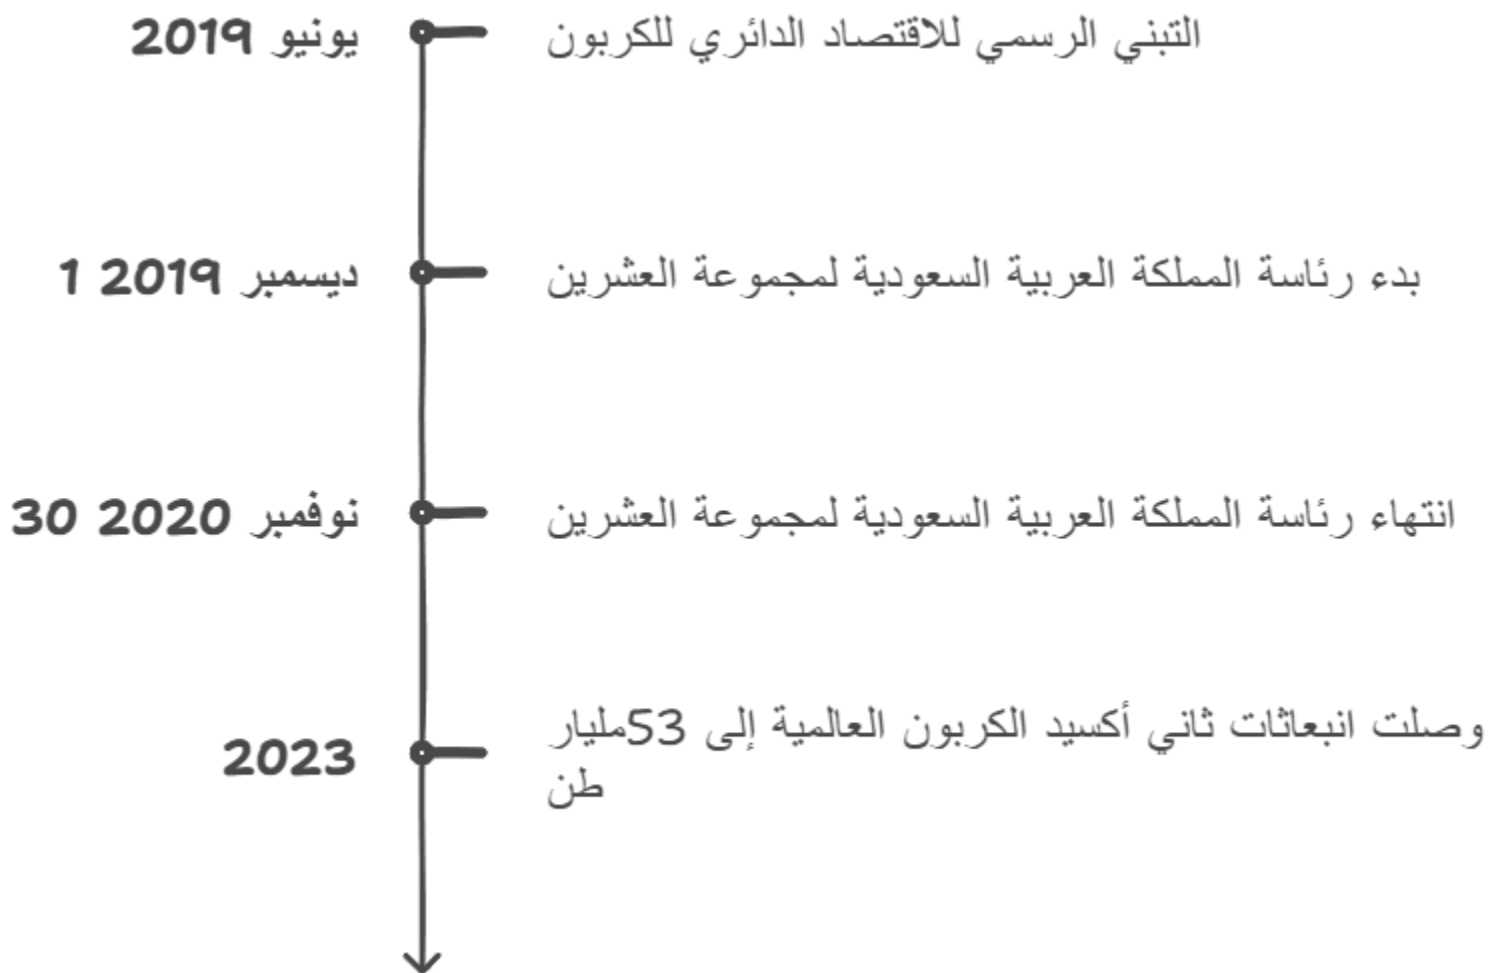 يونيو 2019
التبني الرسمي للاقتصاد الدائري للكربون
1 ديسمبر 2019
بدء رئاسة المملكة العربية السعودية لمجموعة العشرين
30 نوفمبر 2020
انتهاء رئاسة المملكة العربية السعودية لمجموعة العشرين
2023
وصلت انبعاثات ثاني أكسيد الكربون العالمية إلى 53مليار
طن